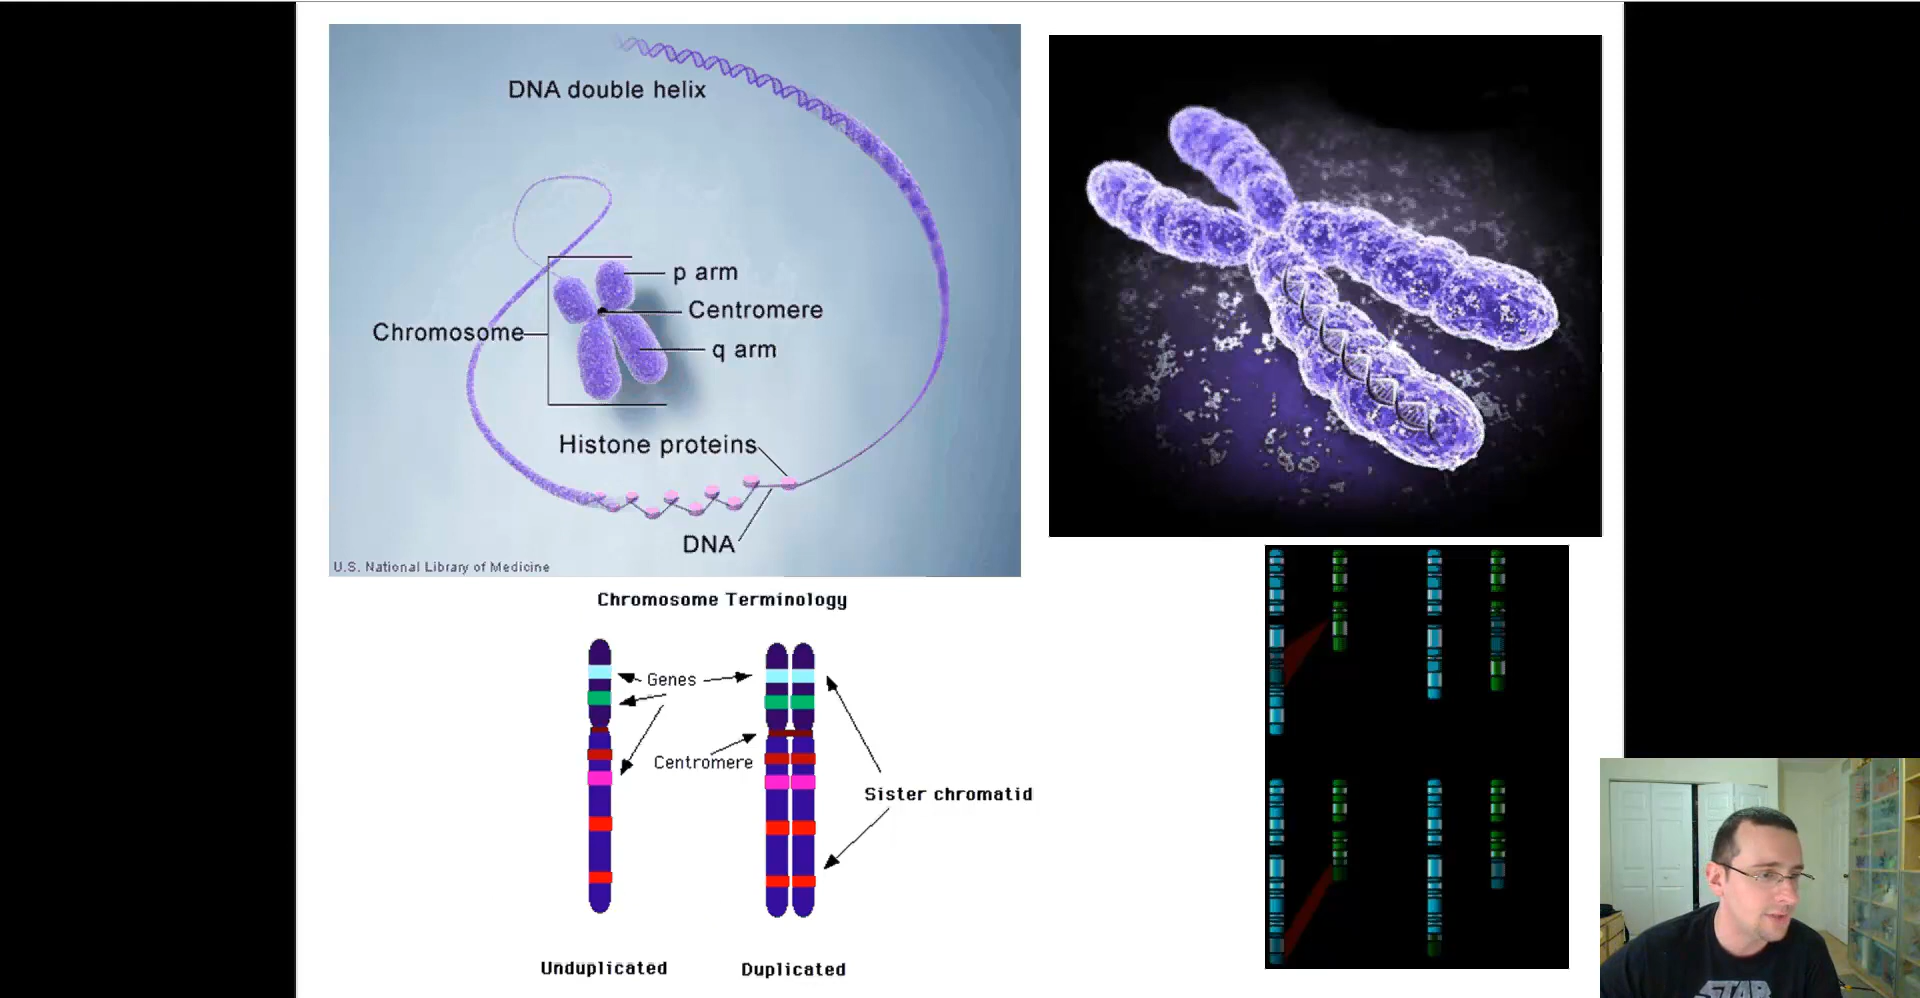 DNA double helix
p arm
Centromere
Chromosome
q arm
Histone proteins
DNA
U.S. National Library of Medicine
Chromosome Terminology
Genes
Centromere
Sister chromatid
Unduplicated
Duplicated
STAR